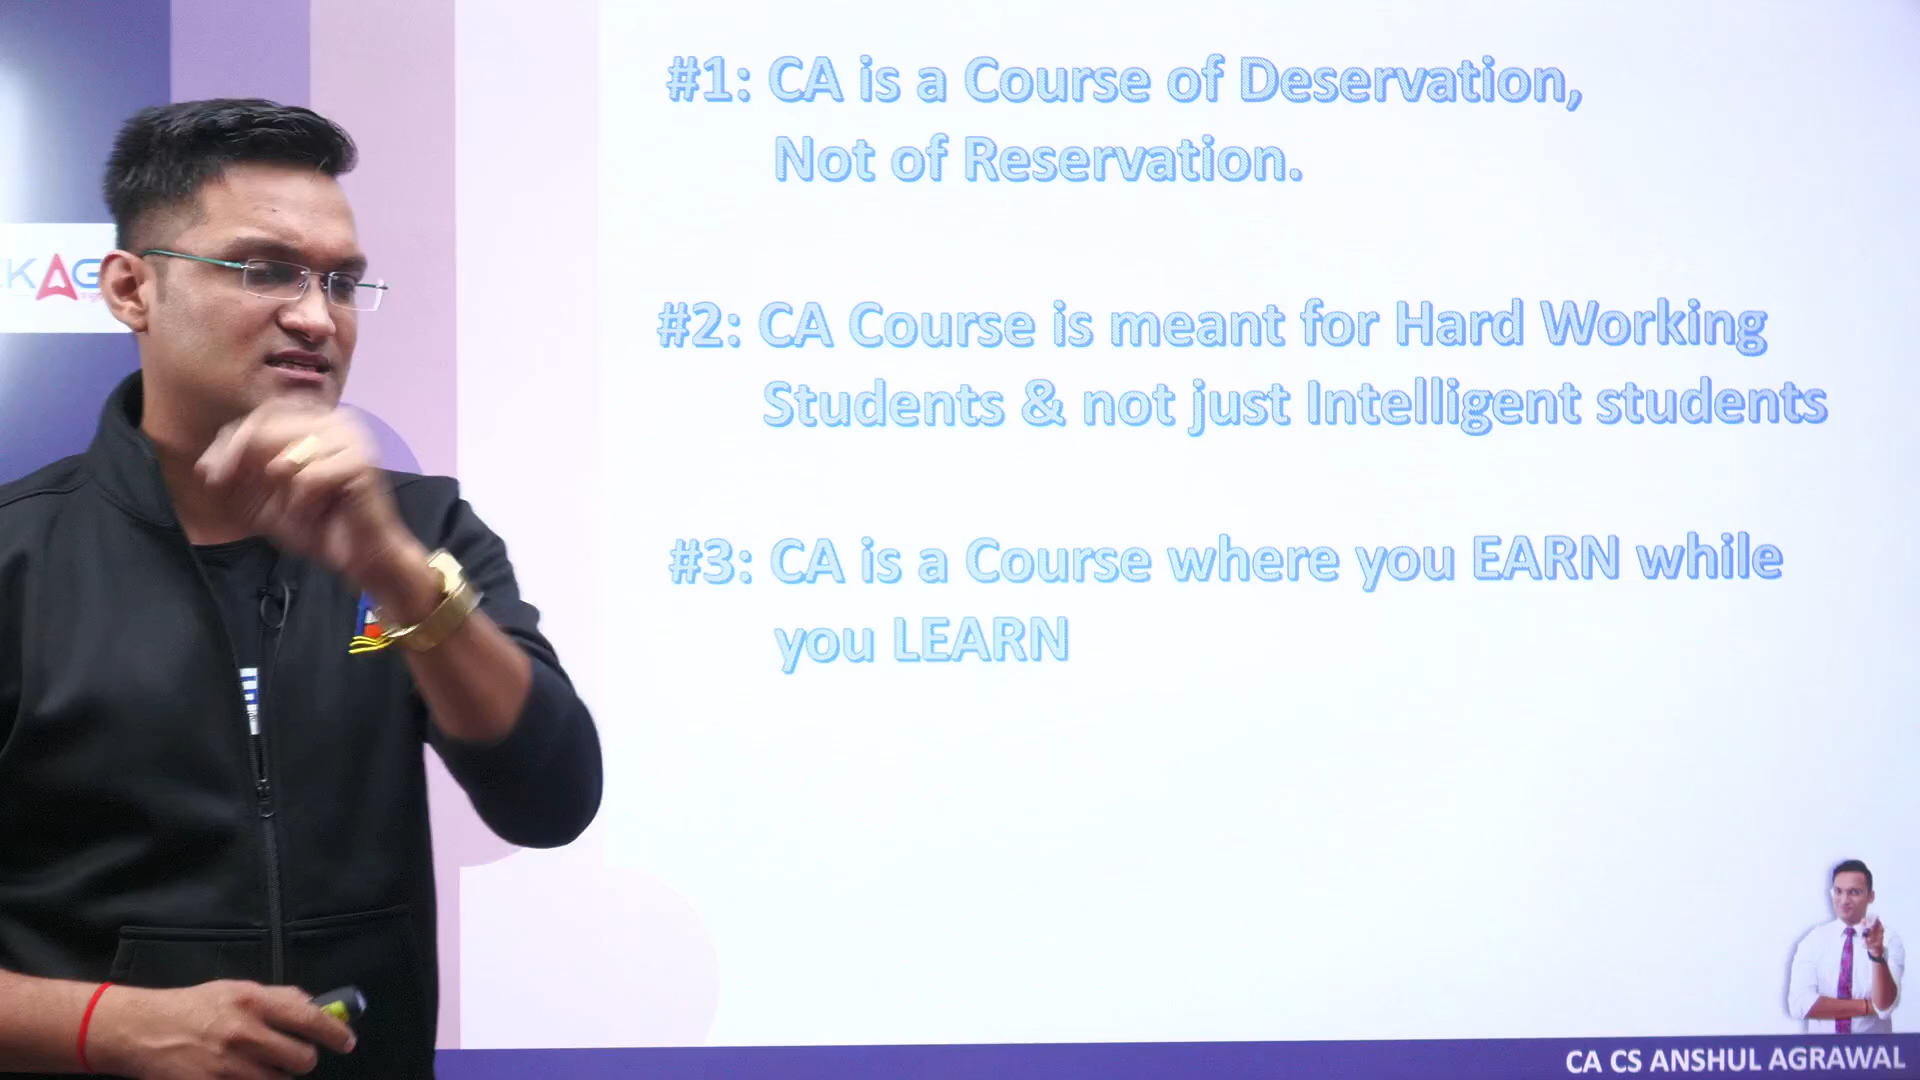 #1: CA is a Course of Deservation,
Not of Reservation.
#2: CA Course is meant for Hard Working
Students & not just Intelligent students
#3: CA is a Course where you EARN while
you LEARN
KAG
CA CS ANSHUL AGRAWAL